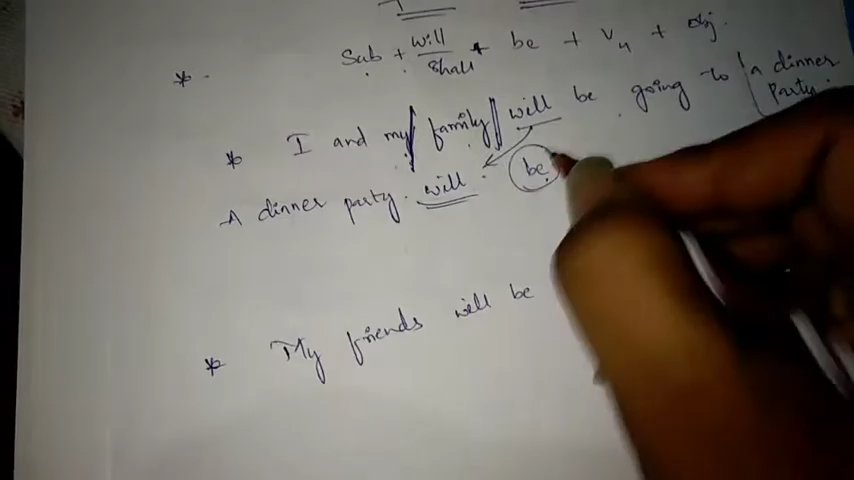 * Sub + will/shall + be + V4 + Obj.
* I and my family will be going to a dinner party.
A dinner party will be
* My friends will be